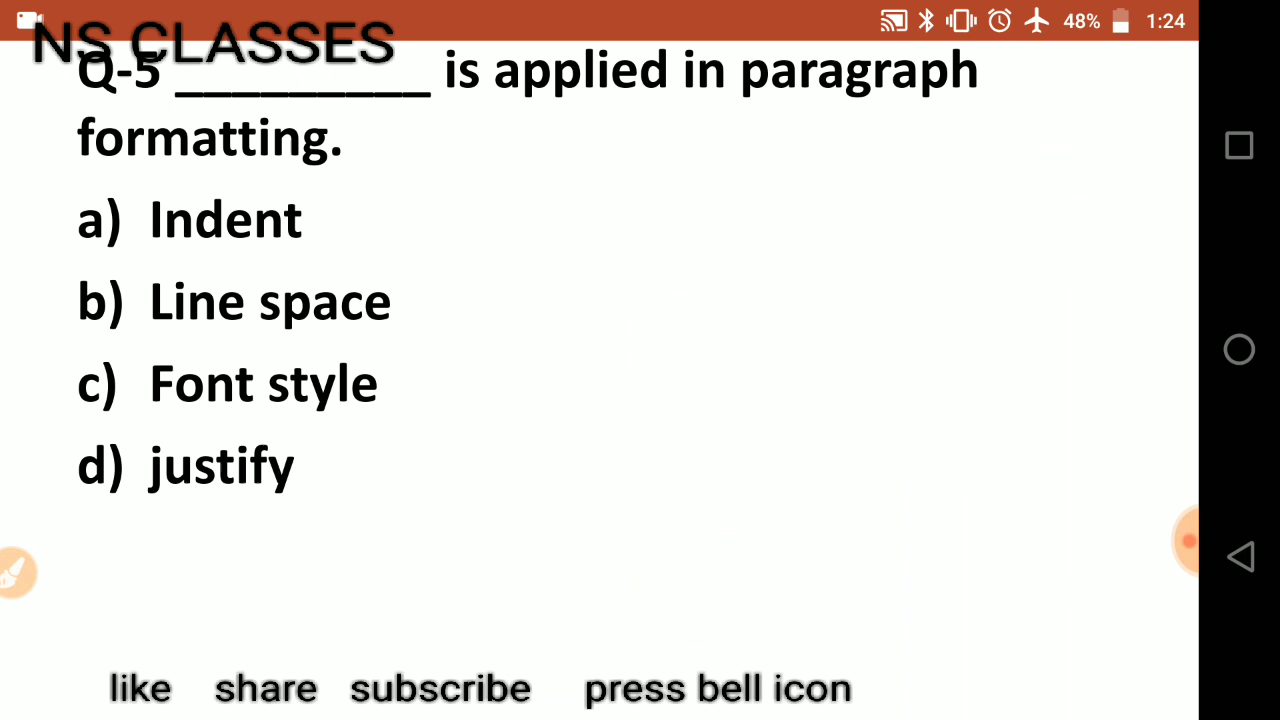 48% 1:24
NS CLASSES
Q-5 _________ is applied in paragraph
formatting.
a) Indent
b) Line space
c) Font style
d) justify
like share subscribe press bell icon